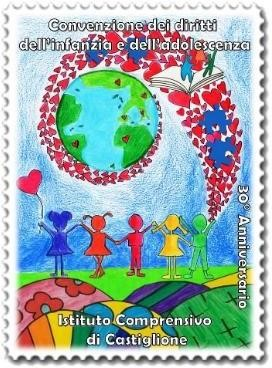 Convenzione dei diritti
dell'infanzia e dell'adolescenza
30° Anniversario
Istituto Comprensivo
di Castiglione